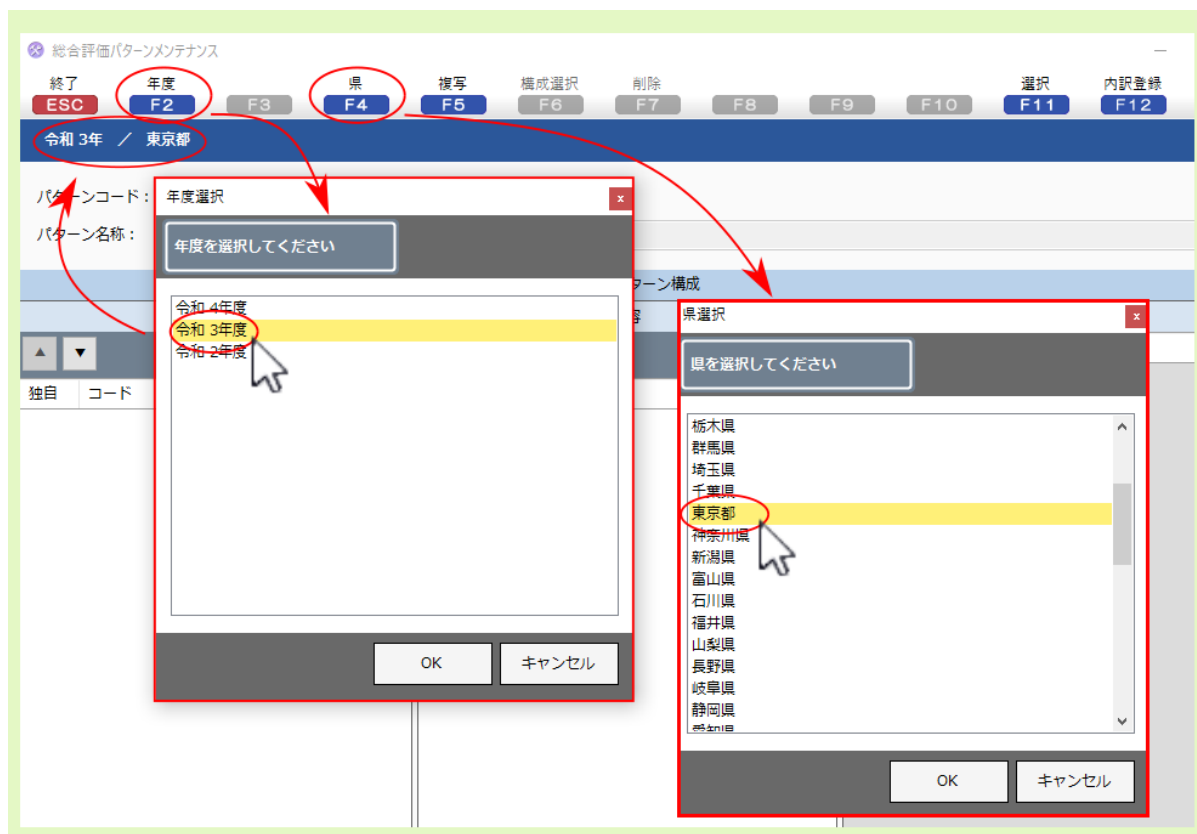 総合評価パターンメンテナンス
終了 年度 県 複写 構成選択 削除 選択 内訳登録
ESC F2 F3 F4 F5 F6 F7 F8 F9 F10 F11 F12
令和 3年 ／ 東京都
パターンコード：
パターン名称：
ターン構成
独自 コード
年度選択
x
年度を選択してください
令和 4年度
令和 3年度
令和 2年度
OK キャンセル
県選択
x
県を選択してください
栃木県
群馬県
埼玉県
千葉県
東京都
神奈川県
新潟県
富山県
石川県
福井県
山梨県
長野県
岐阜県
静岡県
愛知県
OK キャンセル